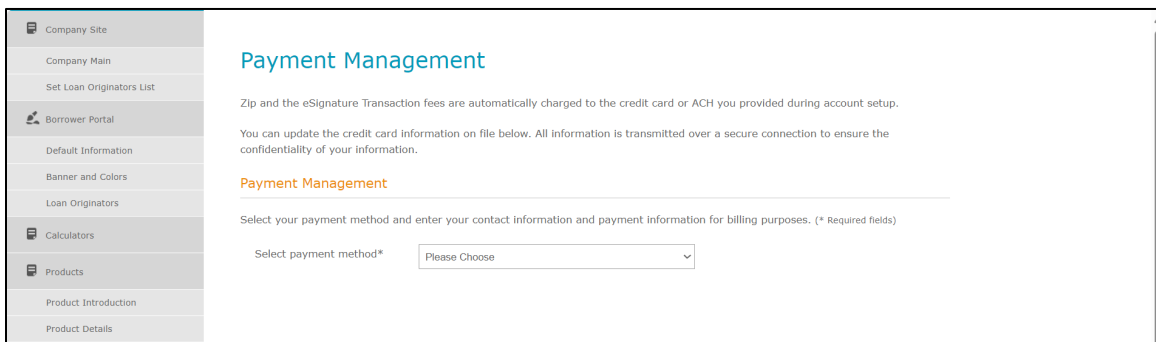 Company Site
Company Main
Set Loan Originators List
Borrower Portal
Default Information
Banner and Colors
Loan Originators
Calculators
Products
Product Introduction
Product Details
Payment Management
Zip and the eSignature Transaction fees are automatically charged to the credit card or ACH you provided during account setup.
You can update the credit card information on file below. All information is transmitted over a secure connection to ensure the
confidentiality of your information.
Payment Management
Select your payment method and enter your contact information and payment information for billing purposes. (* Required fields)
Select payment method* Please Choose